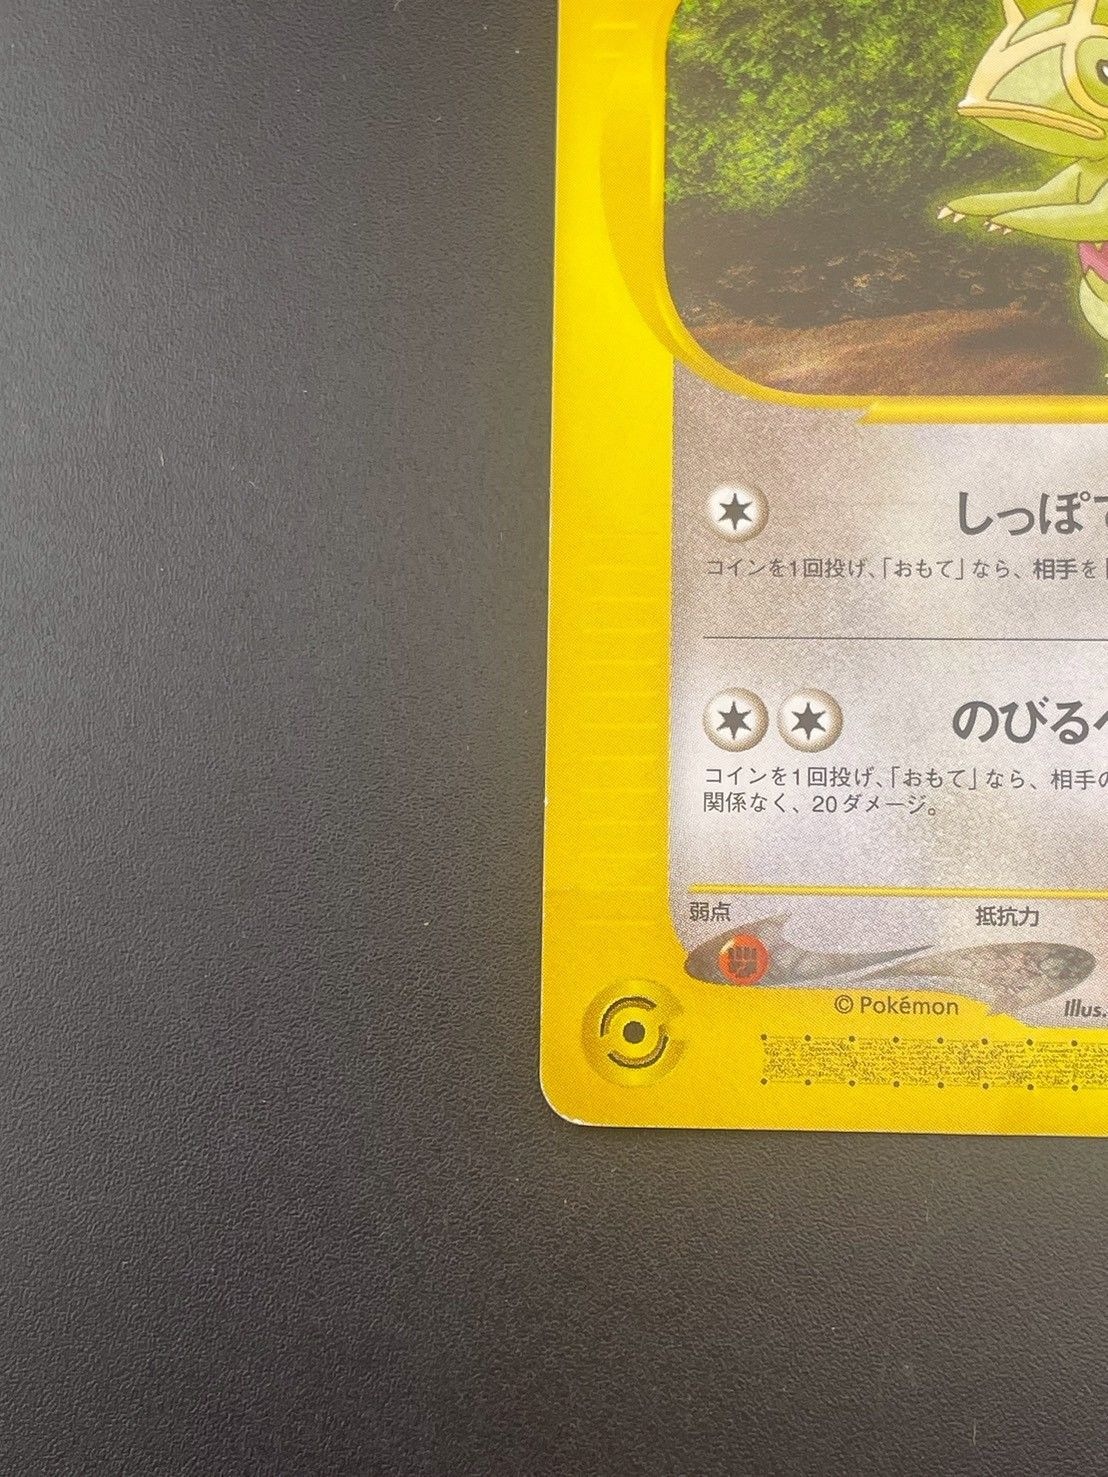 しっぽで
コインを1回投げ、「おもて」なら、相手を
のびるベ
コインを1回投げ、「おもて」なら、相手の
関係なく、20ダメージ。
弱点 抵抗力
© Pokémon Illus.